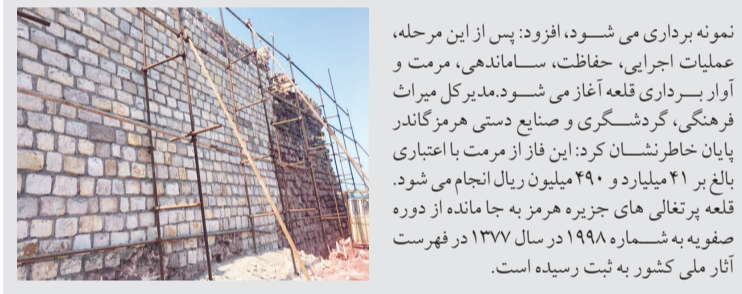 نمونه برداری می شود، افزود: پس از این مرحله،
عملیات اجرایی، حفاظت، ساماندهی، مرمت و
آوار برداری قلعه آغاز می شود.مدیرکل میراث
فرهنگی، گردشگری و صنایع دستی هرمزگاندر
پایان خاطرنشان کرد: این فاز از مرمت با اعتباری
بالغ بر ۴۱ میلیارد و ۴۹۰ میلیون ریال انجام می شود.
قلعه پرتغالی های جزیره هرمز به جا مانده از دوره
صفویه به شماره ۱۹۹۸ در سال ۱۳۷۷ در فهرست
آثار ملی کشور به ثبت رسیده است.